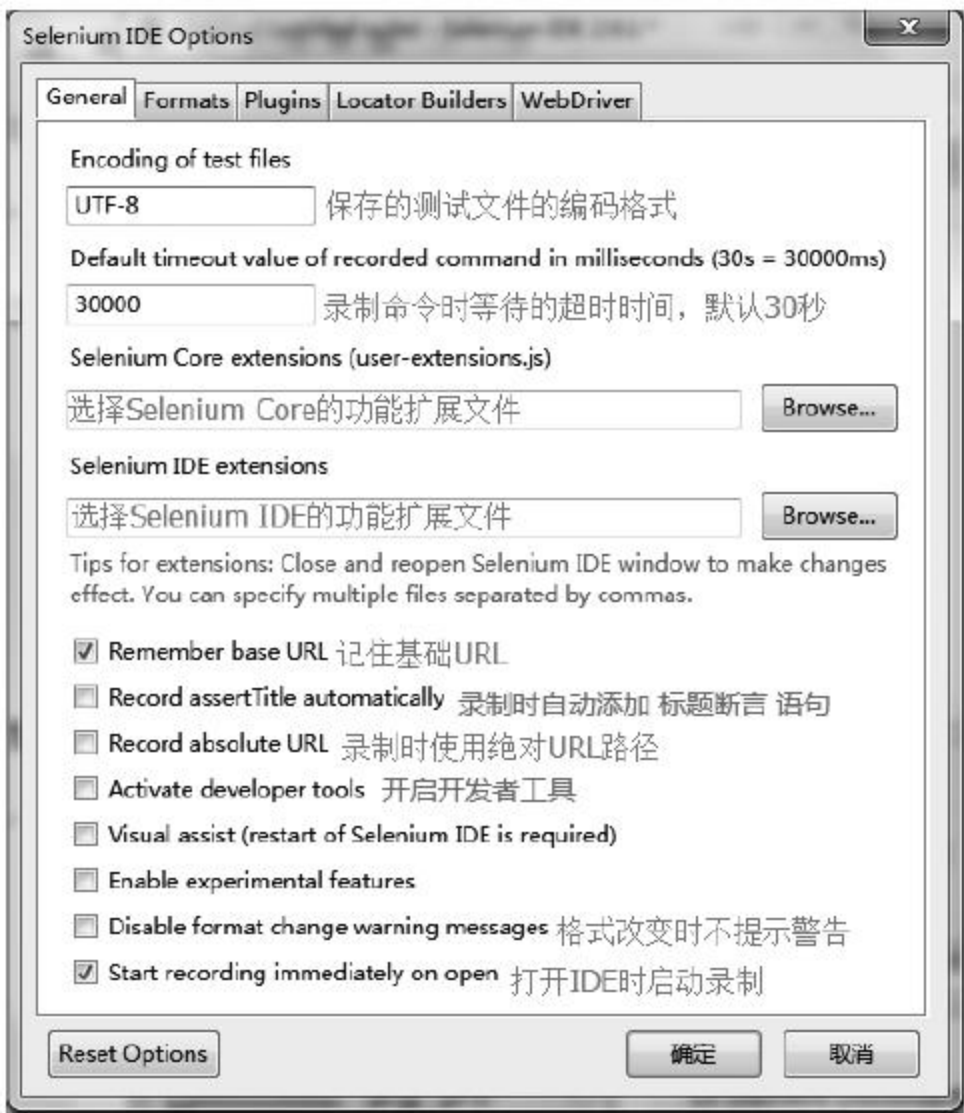 Selenium IDE Options
General Formats Plugins Locator Builders WebDriver
Encoding of test files
UTF-8 保存的测试文件的编码格式
Default timeout value of recorded command in milliseconds (30s = 30000ms)
30000 录制命令时等待的超时时间，默认30秒
Selenium Core extensions (user-extensions.js)
选择Selenium Core的功能扩展文件 Browse...
Selenium IDE extensions
选择Selenium IDE的功能扩展文件 Browse...
Tips for extensions: Close and reopen Selenium IDE window to make changes
effect. You can specify multiple files separated by commas.
Remember base URL 记住基础URL
Record assertTitle automatically 录制时自动添加 标题断言 语句
Record absolute URL 录制时使用绝对URL路径
Activate developer tools 开启开发者工具
Visual assist (restart of Selenium IDE is required)
Enable experimental features
Disable format change warning messages 格式改变时不提示警告
Start recording immediately on open 打开IDE时启动录制
Reset Options 确定 取消